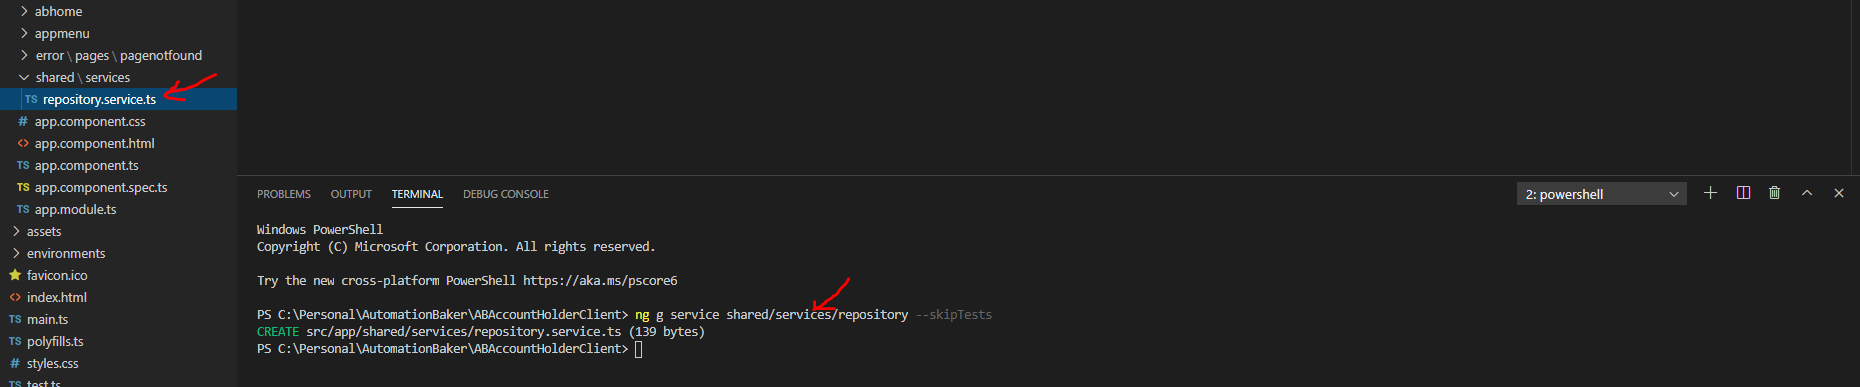 abhome
appmenu
error \ pages \ pagenotfound
shared \ services
TS repository.service.ts
# app.component.css
<> app.component.html
TS app.component.ts
TS app.component.spec.ts
TS app.module.ts
assets
environments
favicon.ico
<> index.html
TS main.ts
TS polyfills.ts
# styles.css
TS test.ts
PROBLEMS OUTPUT TERMINAL DEBUG CONSOLE
2: powershell
Windows PowerShell
Copyright (C) Microsoft Corporation. All rights reserved.
Try the new cross-platform PowerShell https://aka.ms/pscore6
PS C:\Personal\AutomationBaker\ABAccountHolderClient> ng g service shared/services/repository --skipTests
CREATE src/app/shared/services/repository.service.ts (139 bytes)
PS C:\Personal\AutomationBaker\ABAccountHolderClient>